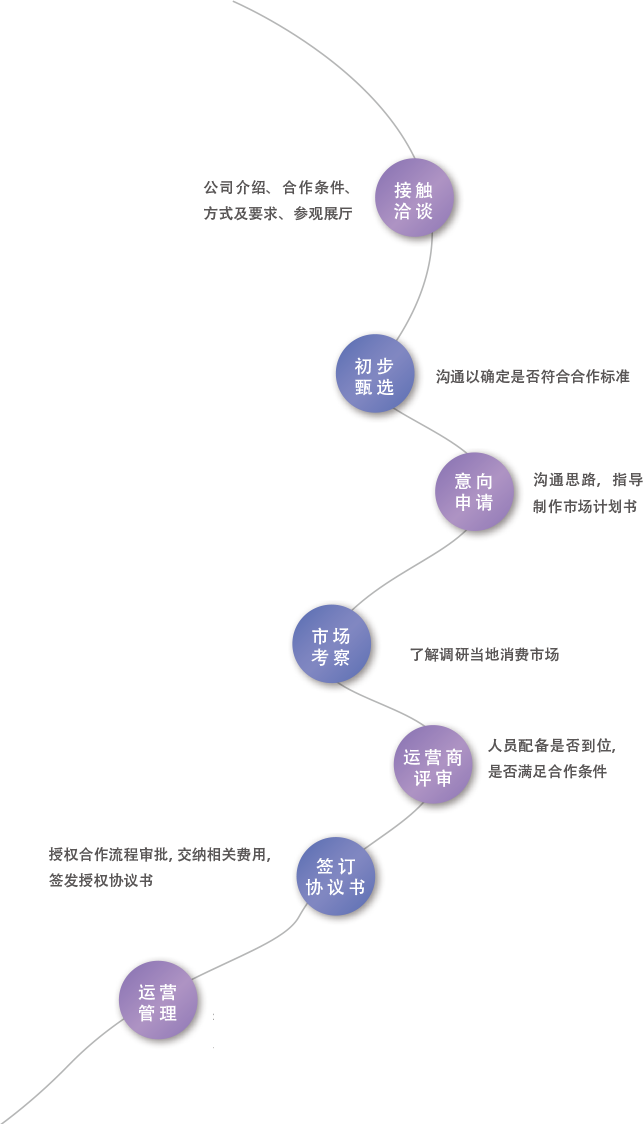 公司介绍、合作条件、
方式及要求、参观展厅
接触
洽谈
初步
甄选
沟通以确定是否符合合作标准
意向
申请
沟通思路，指导
制作市场计划书
市场
考察
了解调研当地消费市场
运营商
评审
人员配备是否到位,
是否满足合作条件
授权合作流程审批, 交纳相关费用,
签发授权协议书
签订
协议书
运营
管理